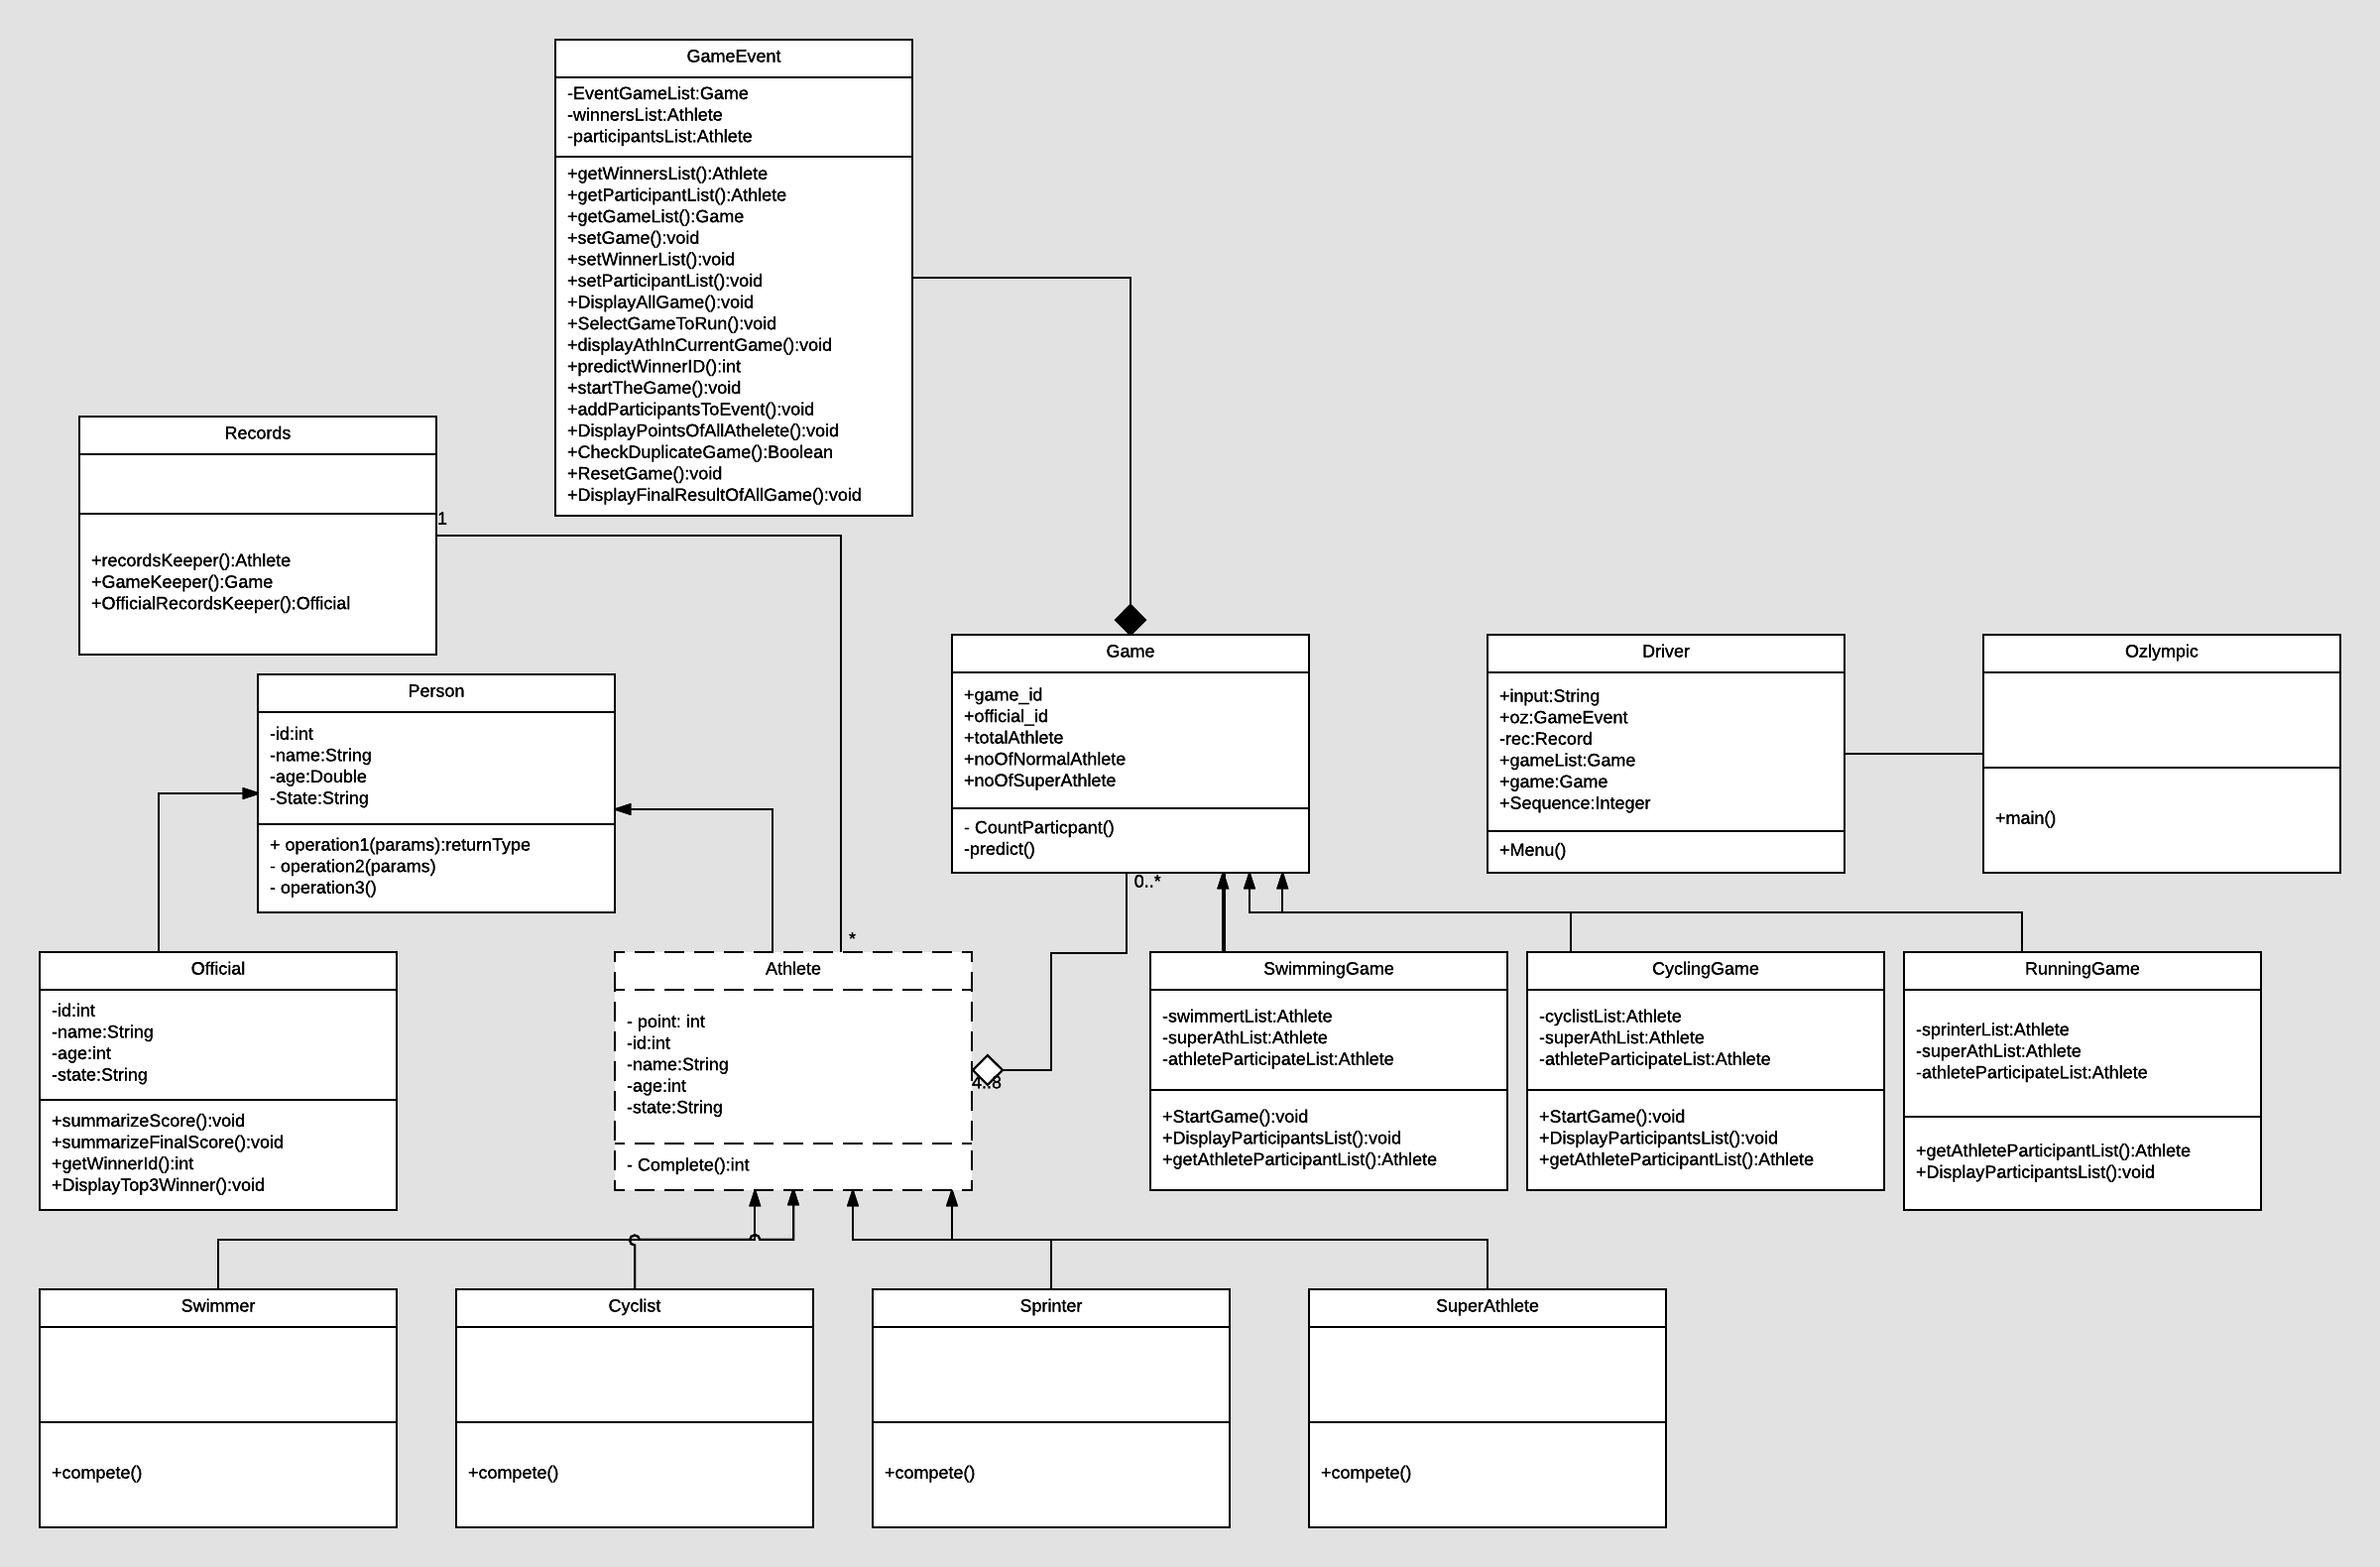 GameEvent
-EventGameList:Game
-winnersList:Athlete
-participantsList:Athlete
+getWinnersList():Athlete
+getParticipantList():Athlete
+getGameList():Game
+setGame():void
+setWinnerList():void
+setParticipantList():void
+DisplayAllGame():void
+SelectGameToRun():void
+displayAthInCurrentGame():void
+predictWinnerID():int
+startTheGame():void
+addParticipantsToEvent():void
+DisplayPointsOfAllAthelete():void
+CheckDuplicateGame():Boolean
+ResetGame():void
+DisplayFinalResultOfAllGame():void
Records
+recordsKeeper():Athlete
+GameKeeper():Game
+OfficialRecordsKeeper():Official
1
Person
-id:int
-name:String
-age:Double
-State:String
+ operation1(params):returnType
- operation2(params)
- operation3()
Game
+game_id
+official_id
+totalAthlete
+noOfNormalAthlete
+noOfSuperAthlete
- CountParticpant()
-predict()
0..*
Driver
+input:String
+oz:GameEvent
-rec:Record
+gameList:Game
+game:Game
+Sequence:Integer
+Menu()
Ozlympic
+main()
Official
-id:int
-name:String
-age:int
-state:String
+summarizeScore():void
+summarizeFinalScore():void
+getWinnerId():int
+DisplayTop3Winner():void
*
Athlete
- point: int
-id:int
-name:String
-age:int
-state:String
- Complete():int
4..8
SwimmingGame
-swimmertList:Athlete
-superAthList:Athlete
-athleteParticipateList:Athlete
+StartGame():void
+DisplayParticipantsList():void
+getAthleteParticipantList():Athlete
CyclingGame
-cyclistList:Athlete
-superAthList:Athlete
-athleteParticipateList:Athlete
+StartGame():void
+DisplayParticipantsList():void
+getAthleteParticipantList():Athlete
RunningGame
-sprinterList:Athlete
-superAthList:Athlete
-athleteParticipateList:Athlete
+getAthleteParticipantList():Athlete
+DisplayParticipantsList():void
Swimmer
+compete()
Cyclist
+compete()
Sprinter
+compete()
SuperAthlete
+compete()